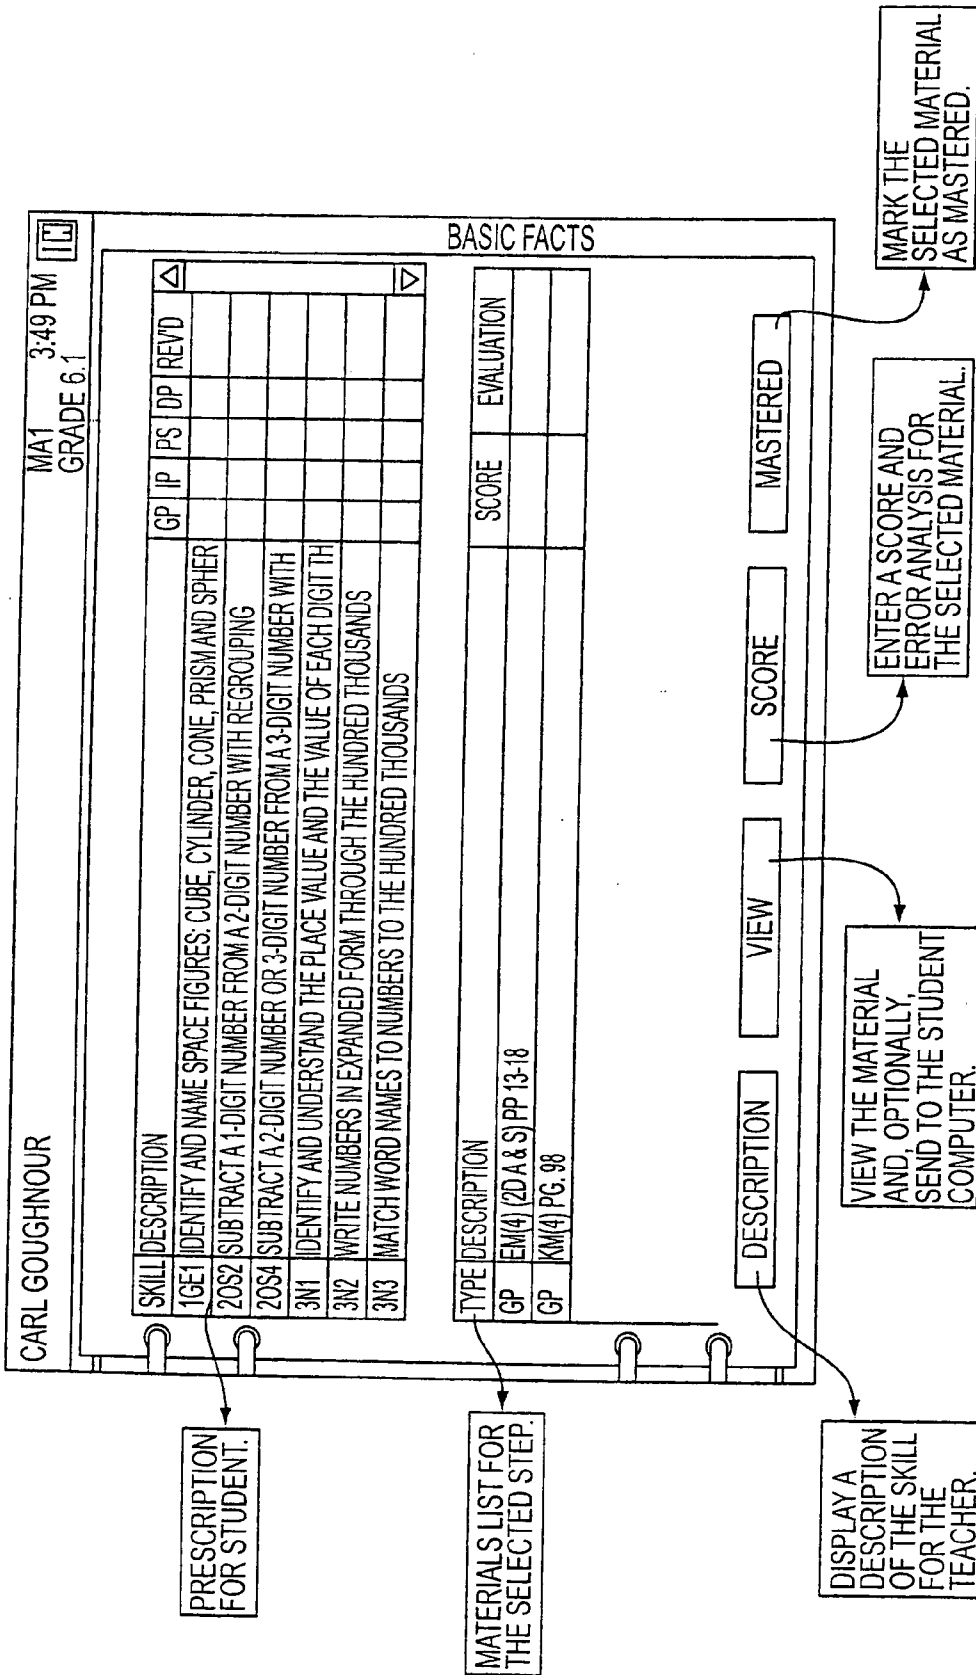 CARL GOUGHNOUR
MA1 3:49 PM
GRADE 6.1
BASIC FACTS
SKILL DESCRIPTION GP IP PS DP REV'D
1GE1 IDENTIFY AND NAME SPACE FIGURES: CUBE, CYLINDER, CONE, PRISM AND SPHER
2OS2 SUBTRACT A 1-DIGIT NUMBER FROM A 2-DIGIT NUMBER WITH REGROUPING
2OS4 SUBTRACT A 2-DIGIT NUMBER OR 3-DIGIT NUMBER FROM A 3-DIGIT NUMBER WITH
3N1 IDENTIFY AND UNDERSTAND THE PLACE VALUE AND THE VALUE OF EACH DIGIT TH
3N2 WRITE NUMBERS IN EXPANDED FORM THROUGH THE HUNDRED THOUSANDS
3N3 MATCH WORD NAMES TO NUMBERS TO THE HUNDRED THOUSANDS
TYPE DESCRIPTION SCORE EVALUATION
GP EM(4) (2D A & S) PP 13-18
GP KM(4) PG. 98
DESCRIPTION VIEW SCORE MASTERED
PRESCRIPTION
FOR STUDENT.
MATERIALS LIST FOR
THE SELECTED STEP.
DISPLAY A
DESCRIPTION
OF THE SKILL
FOR THE
TEACHER.
VIEW THE MATERIAL
AND, OPTIONALLY,
SEND TO THE STUDENT
COMPUTER.
ENTER A SCORE AND
ERROR ANALYSIS FOR
THE SELECTED MATERIAL.
MARK THE
SELECTED MATERIAL
AS MASTERED.